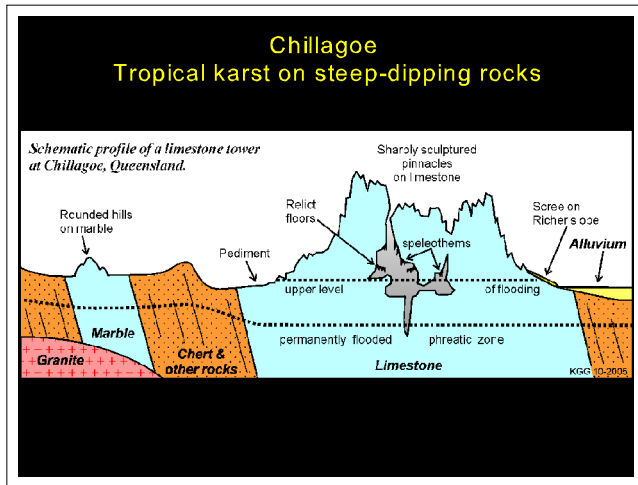 Chillagoe
Tropical karst on steep-dipping rocks
Schematic profile of a limestone tower
at Chillagoe, Queensland.
Sharply sculptured
pinnacles
on l mestone
Rounded hills
on marble
Relict
floors
speleothems
Scree on
Richer s ope
Alluvium
Pediment
upper level
of flooding
Marble
Chert &
other rocks
permanently flooded
phreatic zone
Granite
Limestone
KGG 10-2005